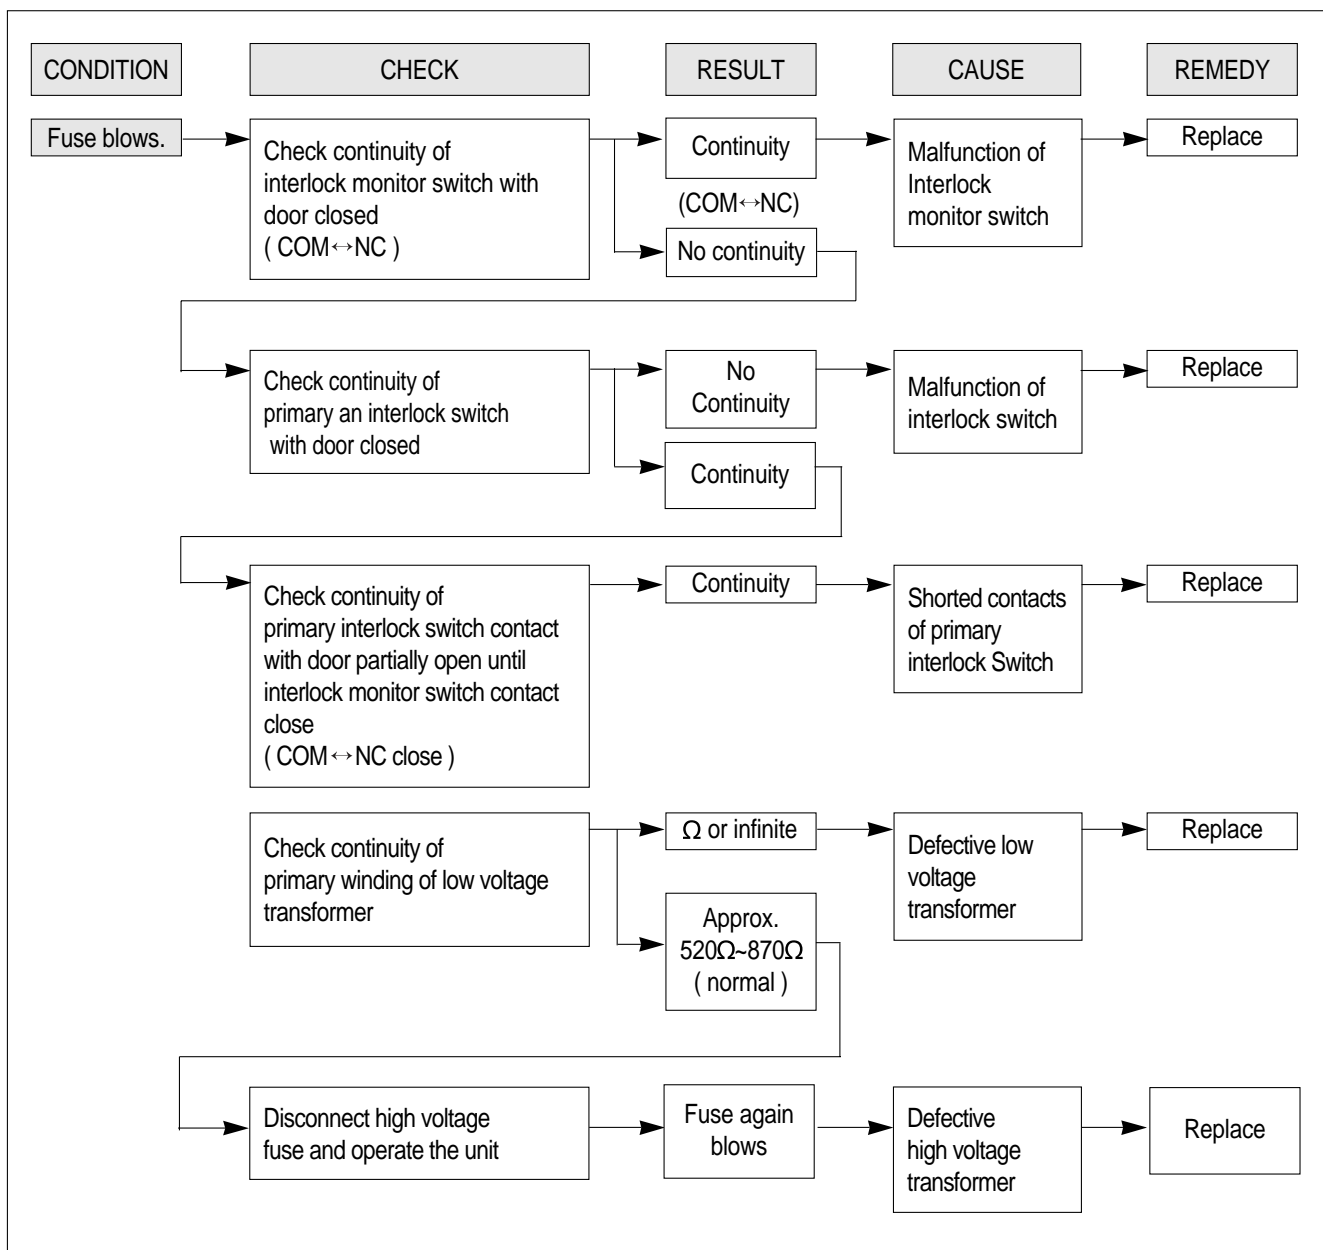 CONDITION
CHECK
RESULT
CAUSE
REMEDY
Fuse blows.
Check continuity of
interlock monitor switch with
door closed
( COM↔NC )
Continuity
(COM↔NC)
No continuity
Malfunction of
Interlock
monitor switch
Replace
Check continuity of
primary an interlock switch
with door closed
No
Continuity
Continuity
Malfunction of
interlock switch
Replace
Check continuity of
primary interlock switch contact
with door partially open until
interlock monitor switch contact
close
( COM↔NC close )
Continuity
Shorted contacts
of primary
interlock Switch
Replace
Check continuity of
primary winding of low voltage
transformer
Ω or infinite
Approx.
520Ω~870Ω
( normal )
Defective low
voltage
transformer
Replace
Disconnect high voltage
fuse and operate the unit
Fuse again
blows
Defective
high voltage
transformer
Replace